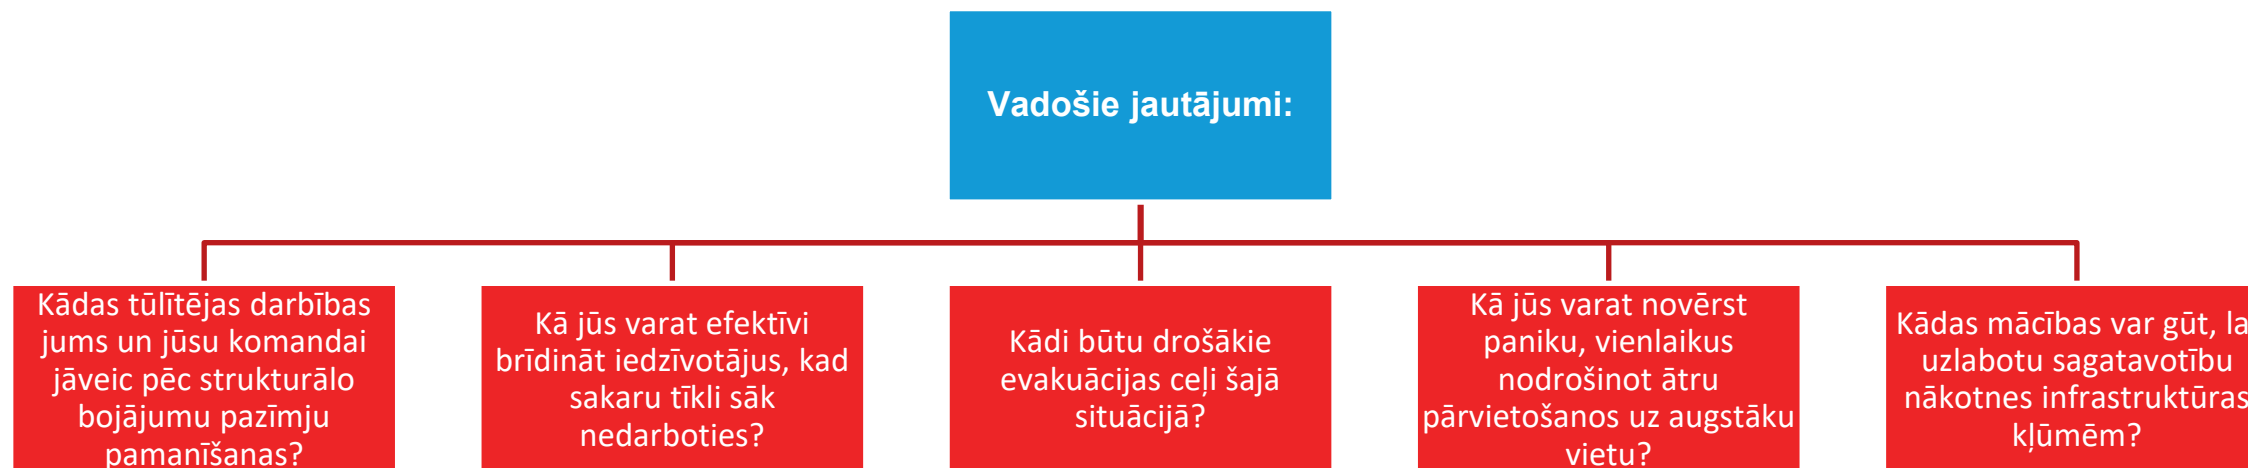 Vadošie jautājumi:
Kādas tūlītējas darbības
jums un jūsu komandai
jāveic pēc strukturālo
bojājumu pazīmju
pamanīšanas?
Kā jūs varat efektīvi
brīdināt iedzīvotājus, kad
sakaru tīkli sāk
nedarboties?
Kādi būtu drošākie
evakuācijas ceļi šajā
situācijā?
Kā jūs varat novērst
paniku, vienlaikus
nodrošinot ātru
pārvietošanos uz augstāku
vietu?
Kādas mācības var gūt,
uzlabotu sagatavotību
nākotnes infrastruktūras
kļūmēm?